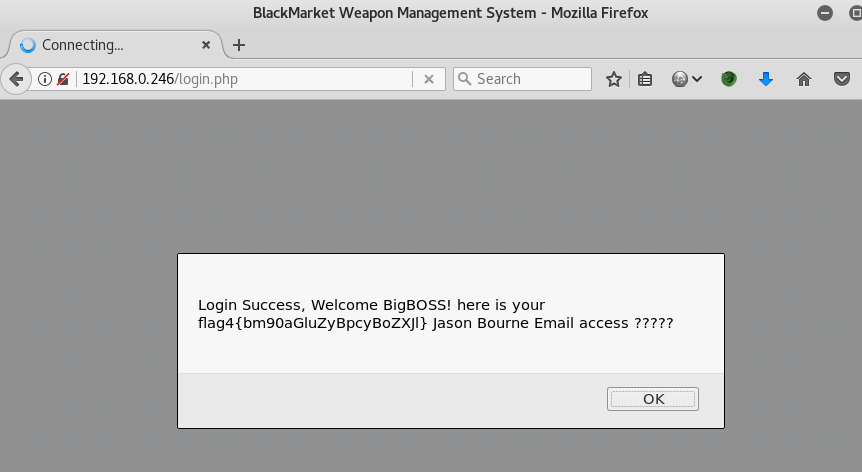 BlackMarket Weapon Management System - Mozilla Firefox
Connecting...
192.168.0.246/login.php
Search
Login Success, Welcome BigBOSS! here is your
flag4{bm90aGluZyBpcyBoZXJl} Jason Bourne Email access ?????
OK